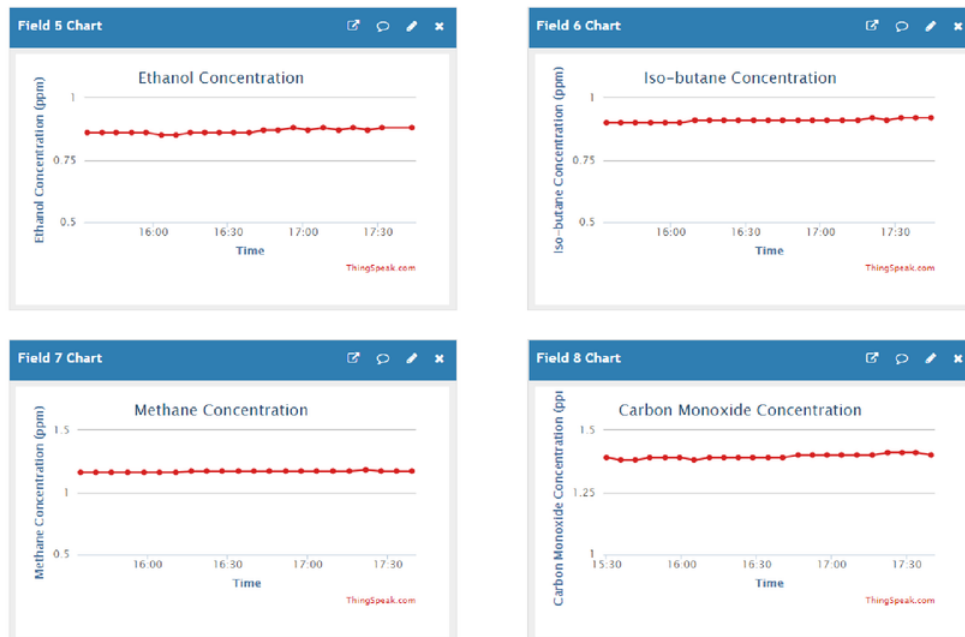 Field 5 Chart
Ethanol Concentration
Ethanol Concentration (ppm)
1
0.75
0.5
16:00 16:30 17:00 17:30
Time
ThingSpeak.com
Field 6 Chart
Iso-butane Concentration
Iso-butane Concentration (ppm)
1
0.75
0.5
16:00 16:30 17:00 17:30
Time
ThingSpeak.com
Field 7 Chart
Methane Concentration
Methane Concentration (ppm)
1.5
1
0.5
16:00 16:30 17:00 17:30
Time
ThingSpeak.com
Field 8 Chart
Carbon Monoxide Concentration
Carbon Monoxide Concentration (pp
1.5
1.25
1
15:30 16:00 16:30 17:00 17:30
Time
ThingSpeak.com